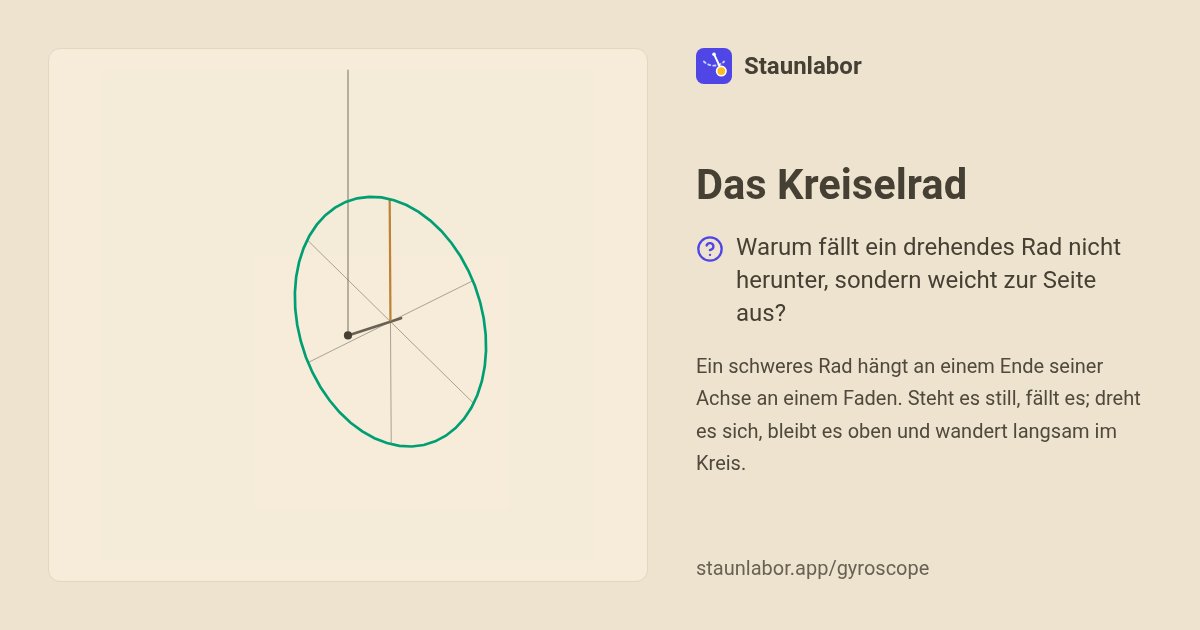 Staunlabor
Das Kreiselrad
Warum fällt ein drehendes Rad nicht
herunter, sondern weicht zur Seite
aus?
Ein schweres Rad hängt an einem Ende seiner
Achse an einem Faden. Steht es still, fällt es; dreht
es sich, bleibt es oben und wandert langsam im
Kreis.
staunlabor.app/gyroscope